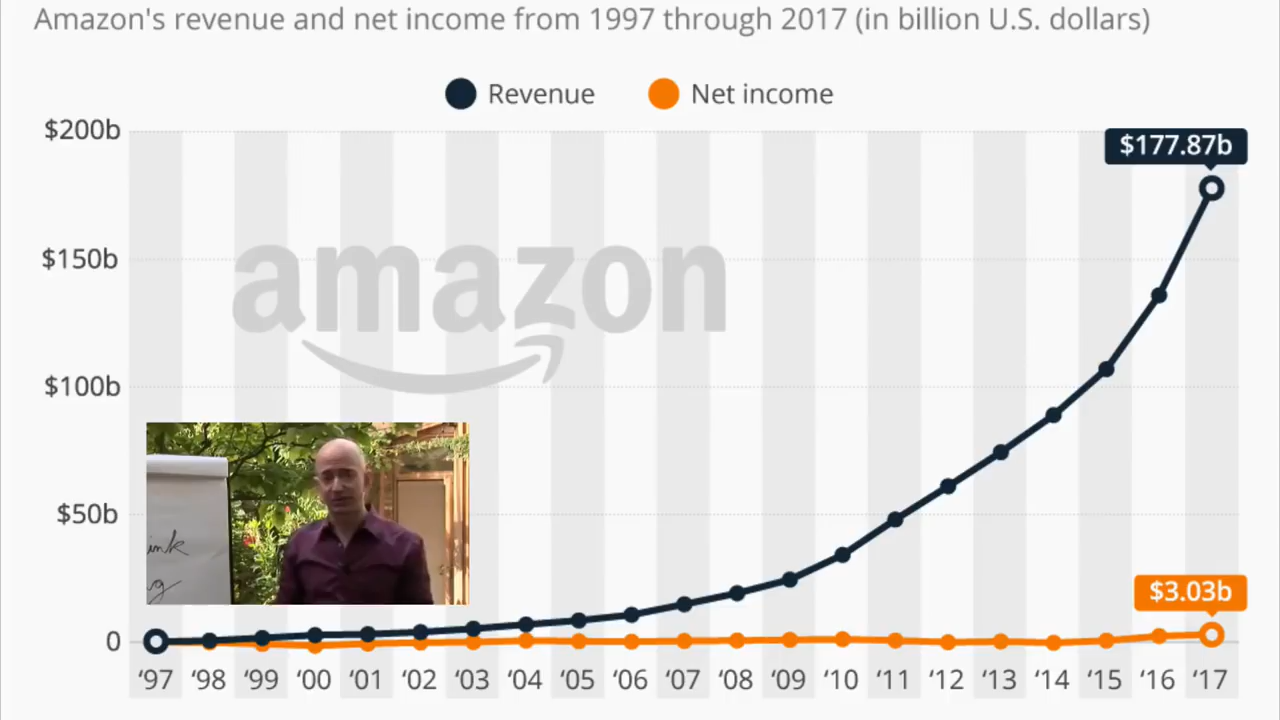 Amazon's revenue and net income from 1997 through 2017 (in billion U.S. dollars)
Revenue Net income
$200b
$177.87b
$150b
amazon
$100b
$50b
ink
$3.03b
0
‘97 ‘98 ‘99 ‘00 ‘01 ‘02 ‘03 ‘04 ‘05 ‘06 ‘07 ‘08 ‘09 ‘10 ‘11 ‘12 ‘13 ‘14 ‘15 ‘16 ‘17